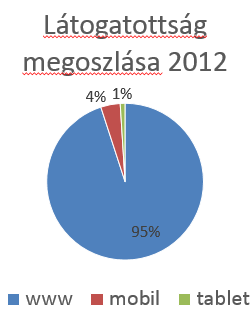 Látogatottság
megoszlása 2012
4% 1%
95%
www mobil tablet